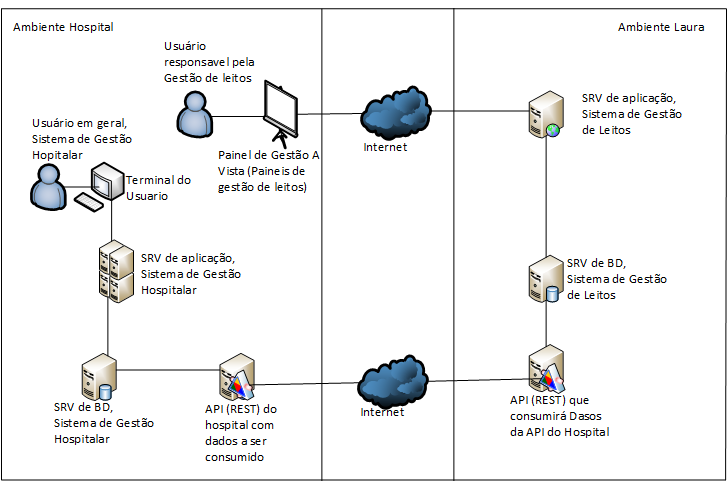 Ambiente Hospital
Ambiente Laura
Usuário
responsavel pela
Gestão de leitos
SRV de aplicação,
Sistema de Gestão
de Leitos
Usuário em geral,
Sistema de Gestão
Hopitalar
Internet
Painel de Gestão A
Vista (Paineis de
gestão de leitos)
Terminal do
Usuario
SRV de aplicação,
Sistema de Gestão
Hospitalar
SRV de BD,
Sistema de Gestão
de Leitos
SRV de BD,
Sistema de Gestão
Hospitalar
API (REST) do
hospital com
dados a ser
consumido
Internet
API (REST) que
consumirá Dasos
da API do Hospital